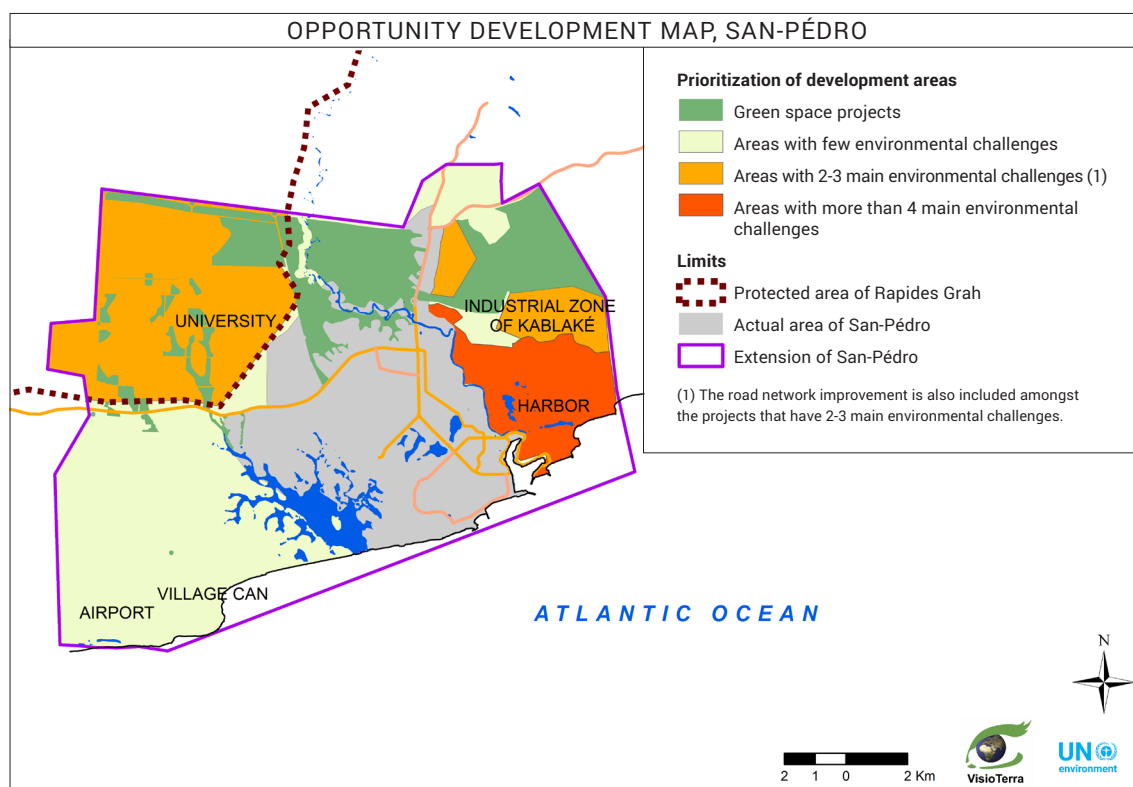 OPPORTUNITY DEVELOPMENT MAP, SAN-PÉDRO
Prioritization of development areas
Green space projects
Areas with few environmental challenges
Areas with 2-3 main environmental challenges (1)
Areas with more than 4 main environmental
challenges
Limits
Protected area of Rapides Grah
Actual area of San-Pédro
Extension of San-Pédro
(1) The road network improvement is also included amongst
the projects that have 2-3 main environmental challenges.
UNIVERSITY
INDUSTRIAL ZONE
OF KABLAKÉ
HARBOR
VILLAGE CAN
AIRPORT
ATLANTIC OCEAN
N
2 1 0 2 Km
VisioTerra
UN
environment